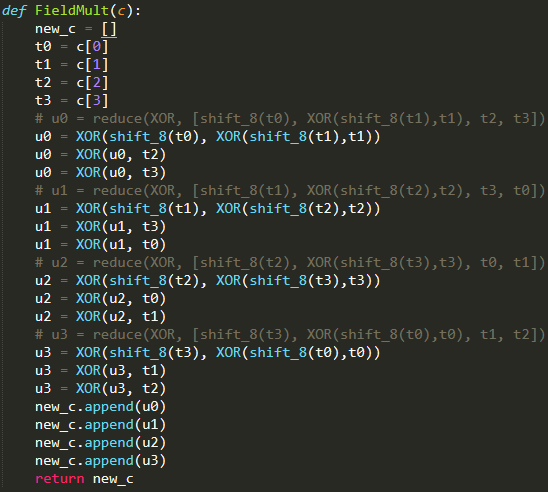 def FieldMult(c):
    new_c = []
    t0 = c[0]
    t1 = c[1]
    t2 = c[2]
    t3 = c[3]
    # u0 = reduce(XOR, [shift_8(t0), XOR(shift_8(t1),t1), t2, t3])
    u0 = XOR(shift_8(t0), XOR(shift_8(t1),t1))
    u0 = XOR(u0, t2)
    u0 = XOR(u0, t3)
    # u1 = reduce(XOR, [shift_8(t1), XOR(shift_8(t2),t2), t3, t0])
    u1 = XOR(shift_8(t1), XOR(shift_8(t2),t2))
    u1 = XOR(u1, t3)
    u1 = XOR(u1, t0)
    # u2 = reduce(XOR, [shift_8(t2), XOR(shift_8(t3),t3), t0, t1])
    u2 = XOR(shift_8(t2), XOR(shift_8(t3),t3))
    u2 = XOR(u2, t0)
    u2 = XOR(u2, t1)
    # u3 = reduce(XOR, [shift_8(t3), XOR(shift_8(t0),t0), t1, t2])
    u3 = XOR(shift_8(t3), XOR(shift_8(t0),t0))
    u3 = XOR(u3, t1)
    u3 = XOR(u3, t2)
    new_c.append(u0)
    new_c.append(u1)
    new_c.append(u2)
    new_c.append(u3)
    return new_c